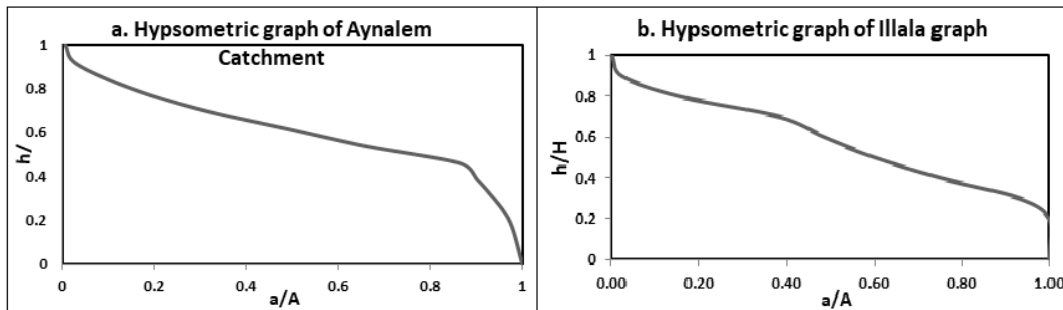 a. Hypsometric graph of Aynalem
Catchment
1
0.8
0.6
0.4
0.2
0
h/
0 0.2 0.4 0.6 0.8 1
a/A
b. Hypsometric graph of Illala graph
1
0.8
0.6
0.4
0.2
0
h/H
0.00 0.20 0.40 0.60 0.80 1.00
a/A